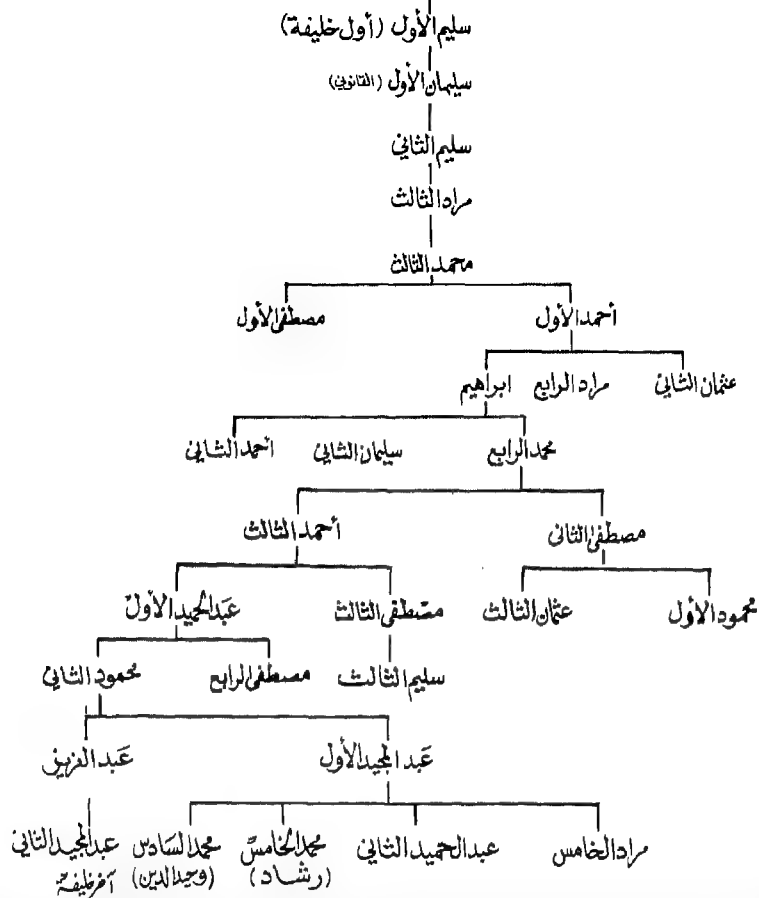 سليم الأول (أول خليفة)
سليمان الأول (القانوني)
سليم الثاني
مراد الثالث
محمد الثالث
أحمد الأول مصطفى الأول
عثمان الثاني مراد الرابع ابراهيم
محمد الرابع سليمان الثاني أحمد الثاني
مصطفى الثاني أحمد الثالث
محمود الأول عثمان الثالث مصطفى الثالث عبد الحميد الأول
سليم الثالث مصطفى الرابع محمود الثاني
عبد المجيد الأول عبد العزيز
مراد الخامس عبد الحميد الثاني محمد الخامس محمد السادس عبد المجيد الثاني
(رشاد) (وحيد الدين) آخر خليفة